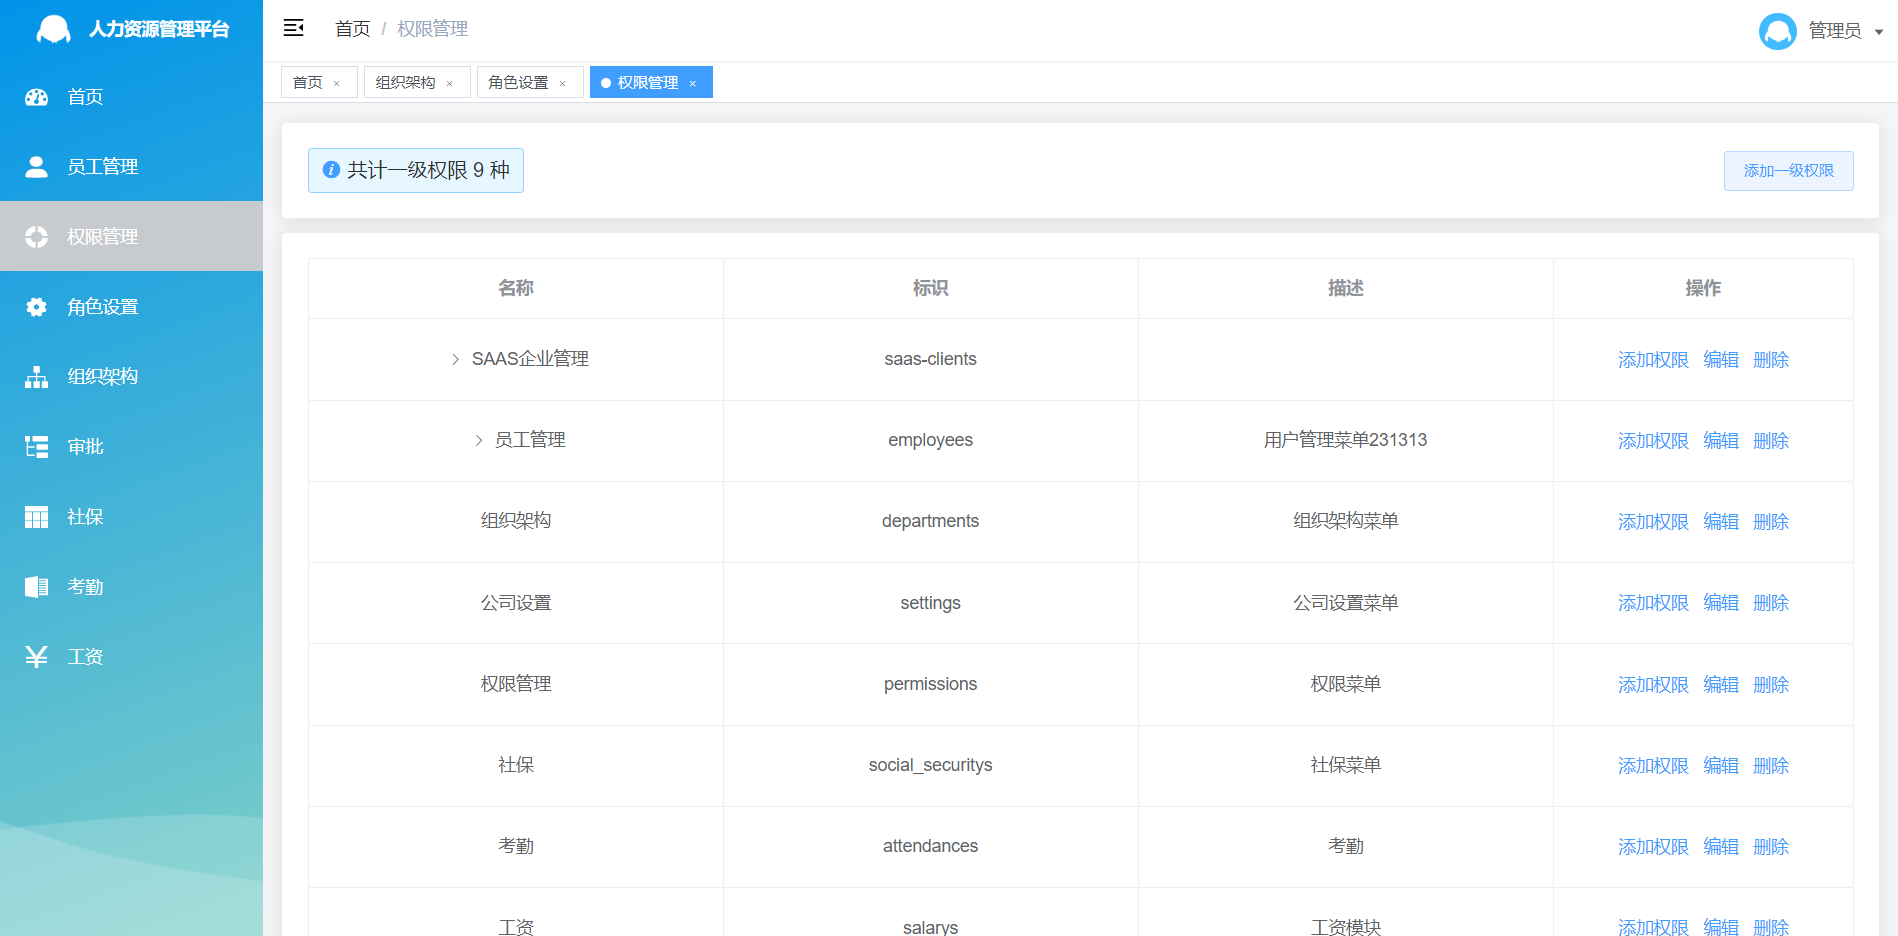 人力资源管理平台
首页
员工管理
权限管理
角色设置
组织架构
审批
社保
考勤
工资
首页 / 权限管理
管理员
首页 × 组织架构 × 角色设置 × 权限管理 ×
共计一级权限 9 种
添加一级权限
名称 标识 描述 操作
SAAS企业管理 saas-clients 添加权限 编辑 删除
员工管理 employees 用户管理菜单231313 添加权限 编辑 删除
组织架构 departments 组织架构菜单 添加权限 编辑 删除
公司设置 settings 公司设置菜单 添加权限 编辑 删除
权限管理 permissions 权限菜单 添加权限 编辑 删除
社保 social_securitys 社保菜单 添加权限 编辑 删除
考勤 attendances 考勤 添加权限 编辑 删除
工资 salarys 工资模块 添加权限 编辑 删除